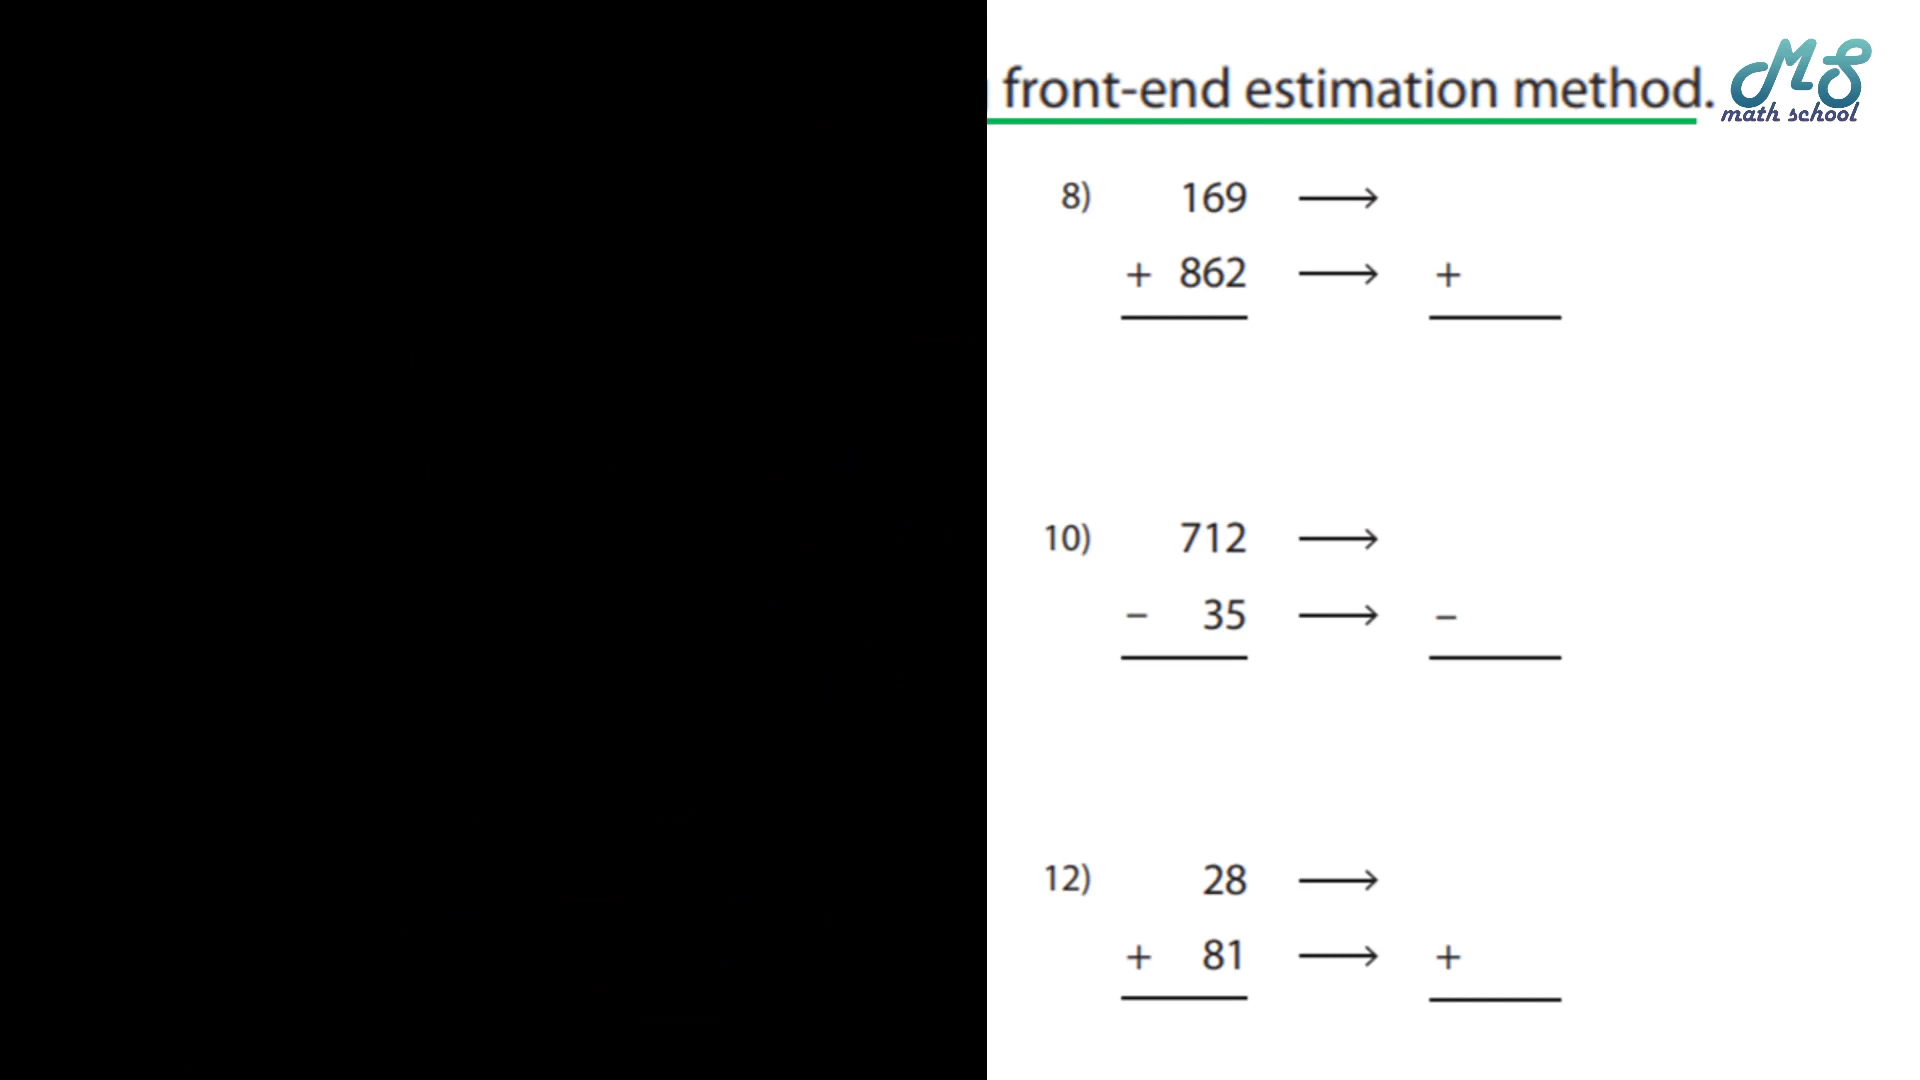 front-end estimation method.
MS
math school
8) 169 ⟶
+ 862 ⟶ +
10) 712 ⟶
− 35 ⟶ −
12) 28 ⟶
+ 81 ⟶ +